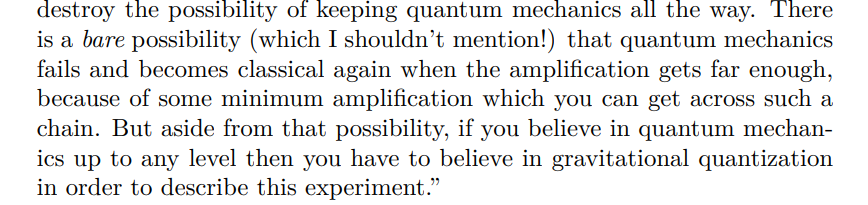 destroy the possibility of keeping quantum mechanics all the way. There
is a bare possibility (which I shouldn’t mention!) that quantum mechanics
fails and becomes classical again when the amplification gets far enough,
because of some minimum amplification which you can get across such a
chain. But aside from that possibility, if you believe in quantum mechan-
ics up to any level then you have to believe in gravitational quantization
in order to describe this experiment.”